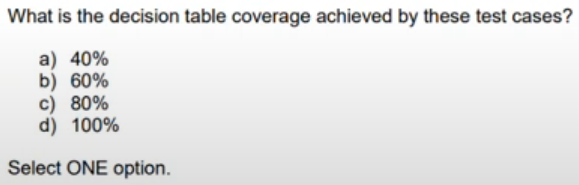 What is the decision table coverage achieved by these test cases?
a) 40%
b) 60%
c) 80%
d) 100%
Select ONE option.